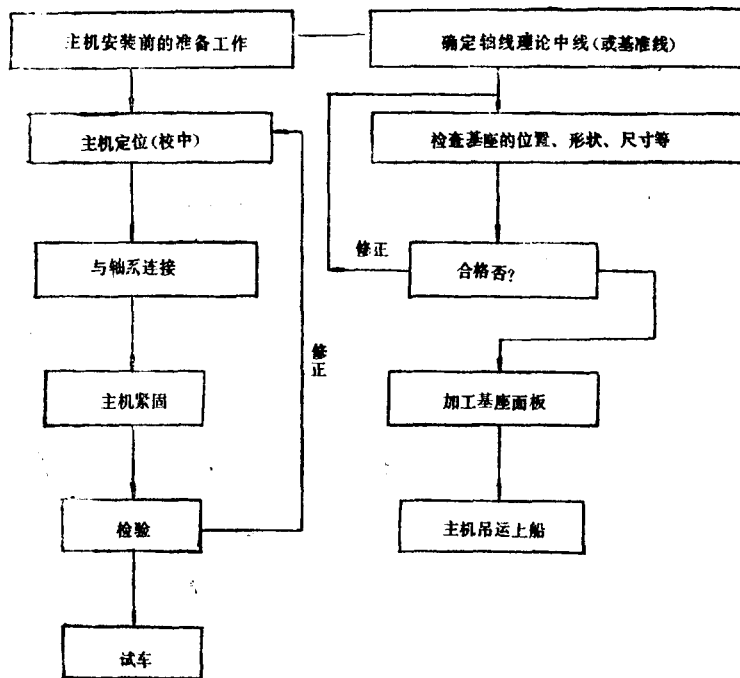 主机安装前的准备工作
确定轴线理论中线(或基准线)
主机定位(校中)
检查基座的位置、形状、尺寸等
与轴系连接
修正
合格否?
修正
主机紧固
加工基座面板
检验
主机吊运上船
试车